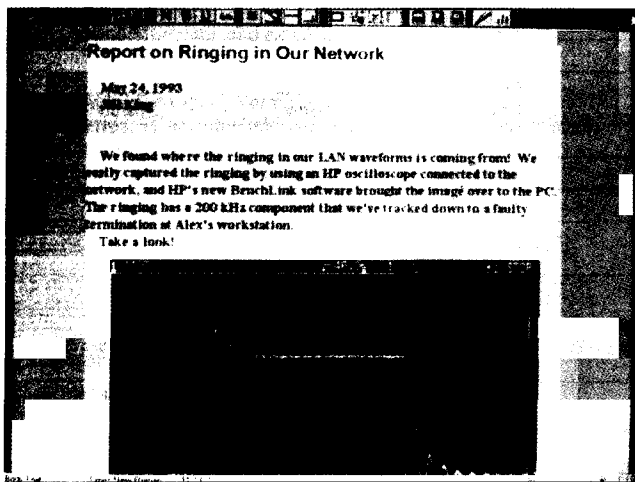 Report on Ringing in Our Network
May 24, 1993
King
We found where the ringing in our LAN waveforms is coming from! We
easily captured the ringing by using an HP oscilloscope connected to the
network, and HP's new BenchLink software brought the image over to the PC.
The ringing has a 200 kHz component that we've tracked down to a faulty
termination at Alex's workstation.
Take a look!